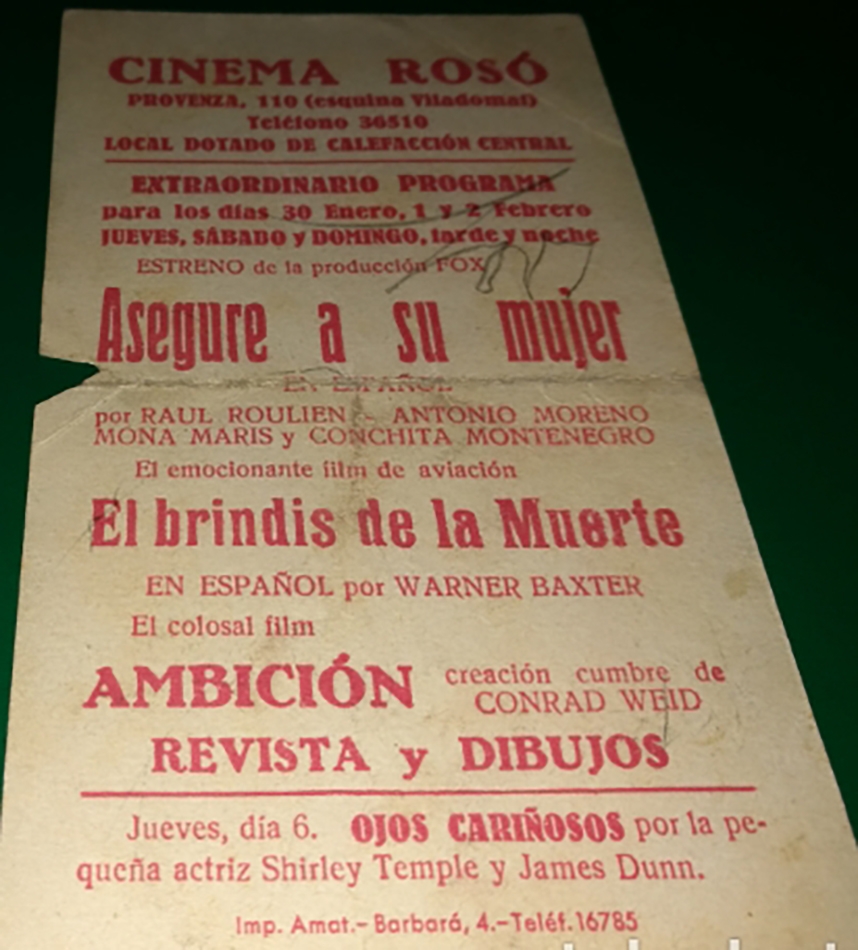 CINEMA ROSÓ
PROVENZA, 110 (esquina Viladomat)
Teléfono 36510
LOCAL DOTADO DE CALEFACCIÓN CENTRAL
EXTRAORDINARIO PROGRAMA
para los días 30 Enero, 1 y 2 Febrero
JUEVES, SÁBADO y DOMINGO, tarde y noche
ESTRENO de la producción FOX
Asegure a su mujer
EN ESPAÑOL
por RAUL ROULIEN - ANTONIO MORENO
MONA MARIS y CONCHITA MONTENEGRO
El emocionante film de aviación
El brindis de la Muerte
EN ESPAÑOL por WARNER BAXTER
El colosal film
AMBICIÓN creación cumbre de
CONRAD WEID
REVISTA y DIBUJOS
Jueves, día 6. OJOS CARIÑOSOS por la pe-
queña actriz Shirley Temple y James Dunn.
Imp. Amat.- Barbará, 4.-Teléf. 16785